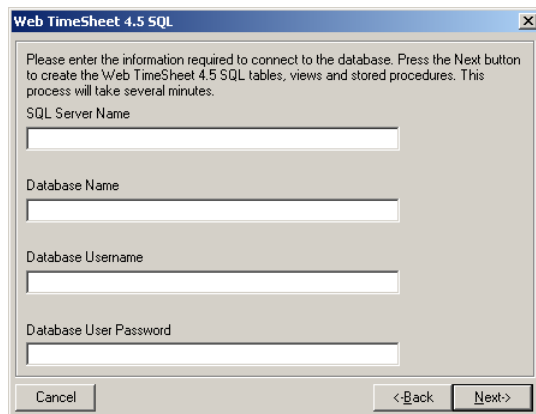 Web TimeSheet 4.5 SQL
Please enter the information required to connect to the database. Press the Next button
to create the Web TimeSheet 4.5 SQL tables, views and stored procedures. This
process will take several minutes.
SQL Server Name
Database Name
Database Username
Database User Password
Cancel
<-Back
Next->